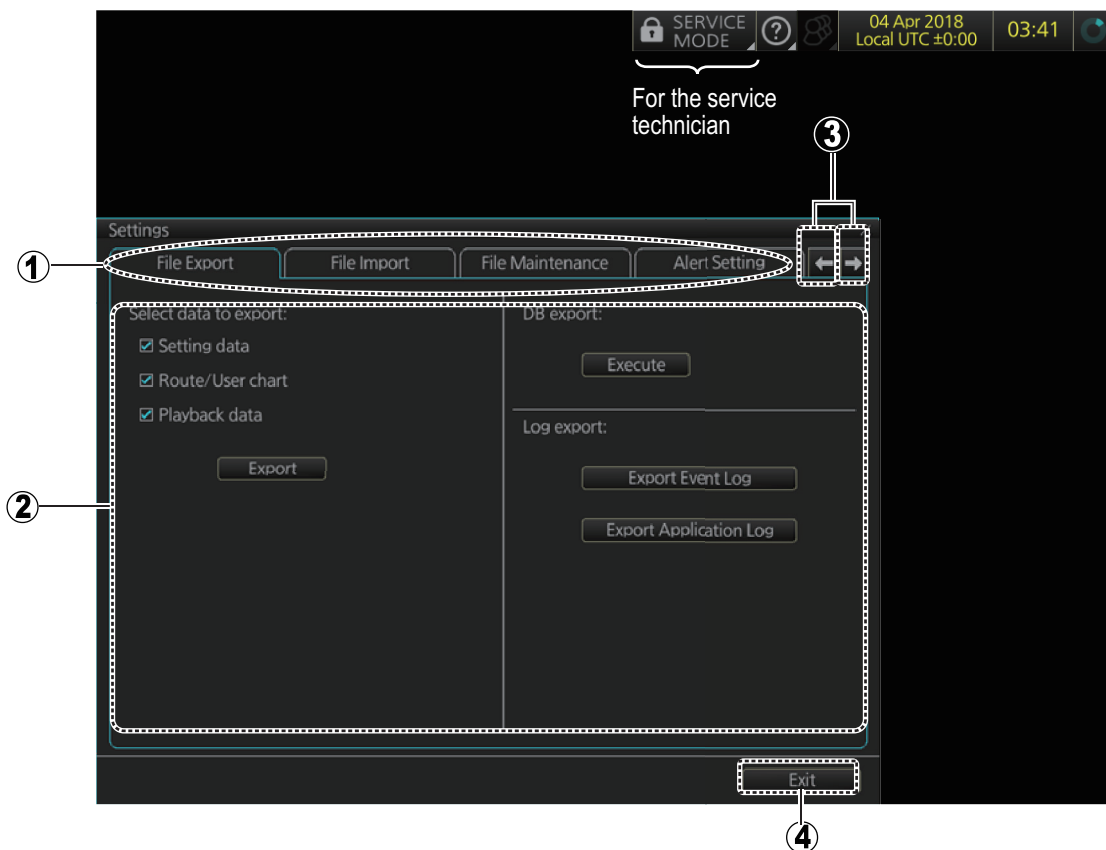 SERVICE
MODE
?
04 Apr 2018
Local UTC ±0:00
03:41
For the service
technician
3
Settings
1
File Export
File Import
File Maintenance
Alert Setting
Select data to export:
Setting data
Route/User chart
Playback data
Export
DB export:
Execute
Log export:
Export Event Log
Export Application Log
2
Exit
4